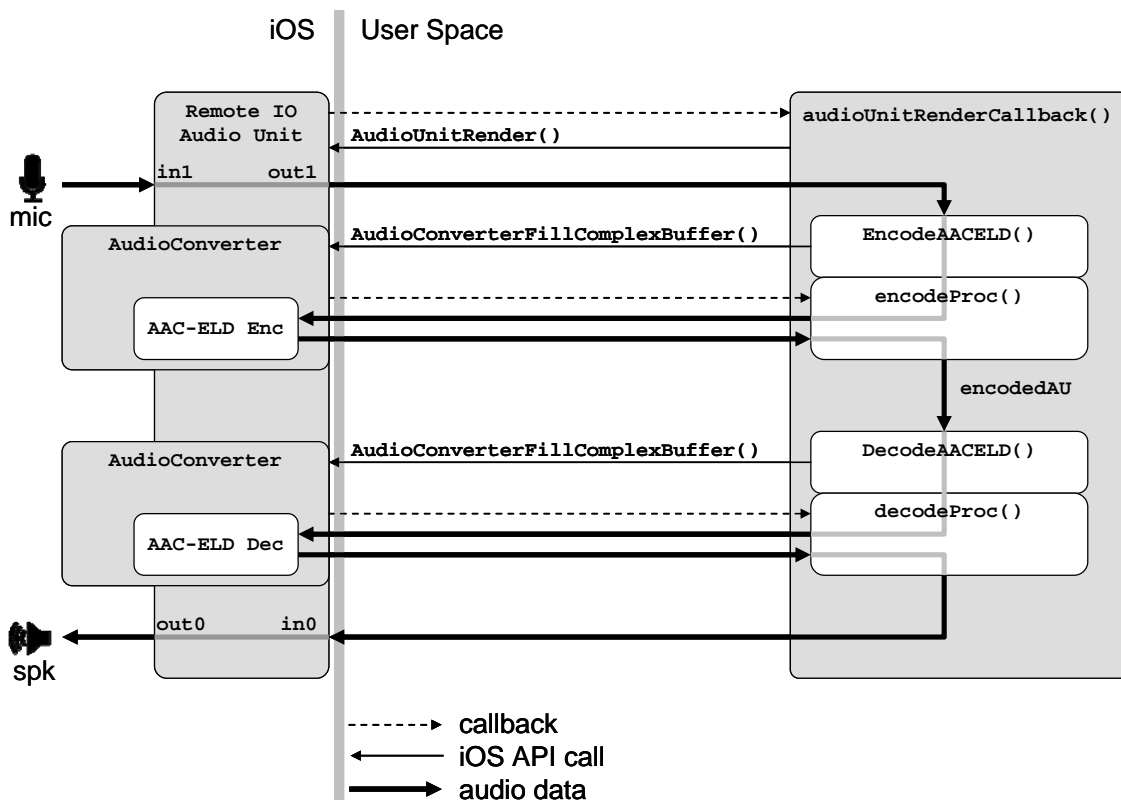 iOS
User Space
Remote IO
Audio Unit
audioUnitRenderCallback()
AudioUnitRender()
in1
out1
mic
AudioConverter
AudioConverterFillComplexBuffer()
EncodeAACELD()
encodeProc()
AAC-ELD Enc
encodedAU
AudioConverter
AudioConverterFillComplexBuffer()
DecodeAACELD()
decodeProc()
AAC-ELD Dec
out0
in0
spk
callback
iOS API call
audio data